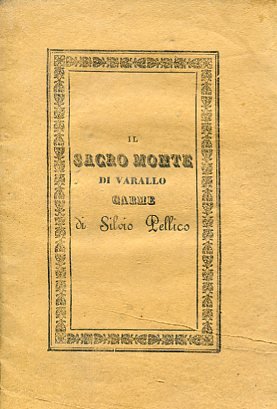 IL
SACRO MONTE
DI VARALLO
CARME
di Silvio Pellico